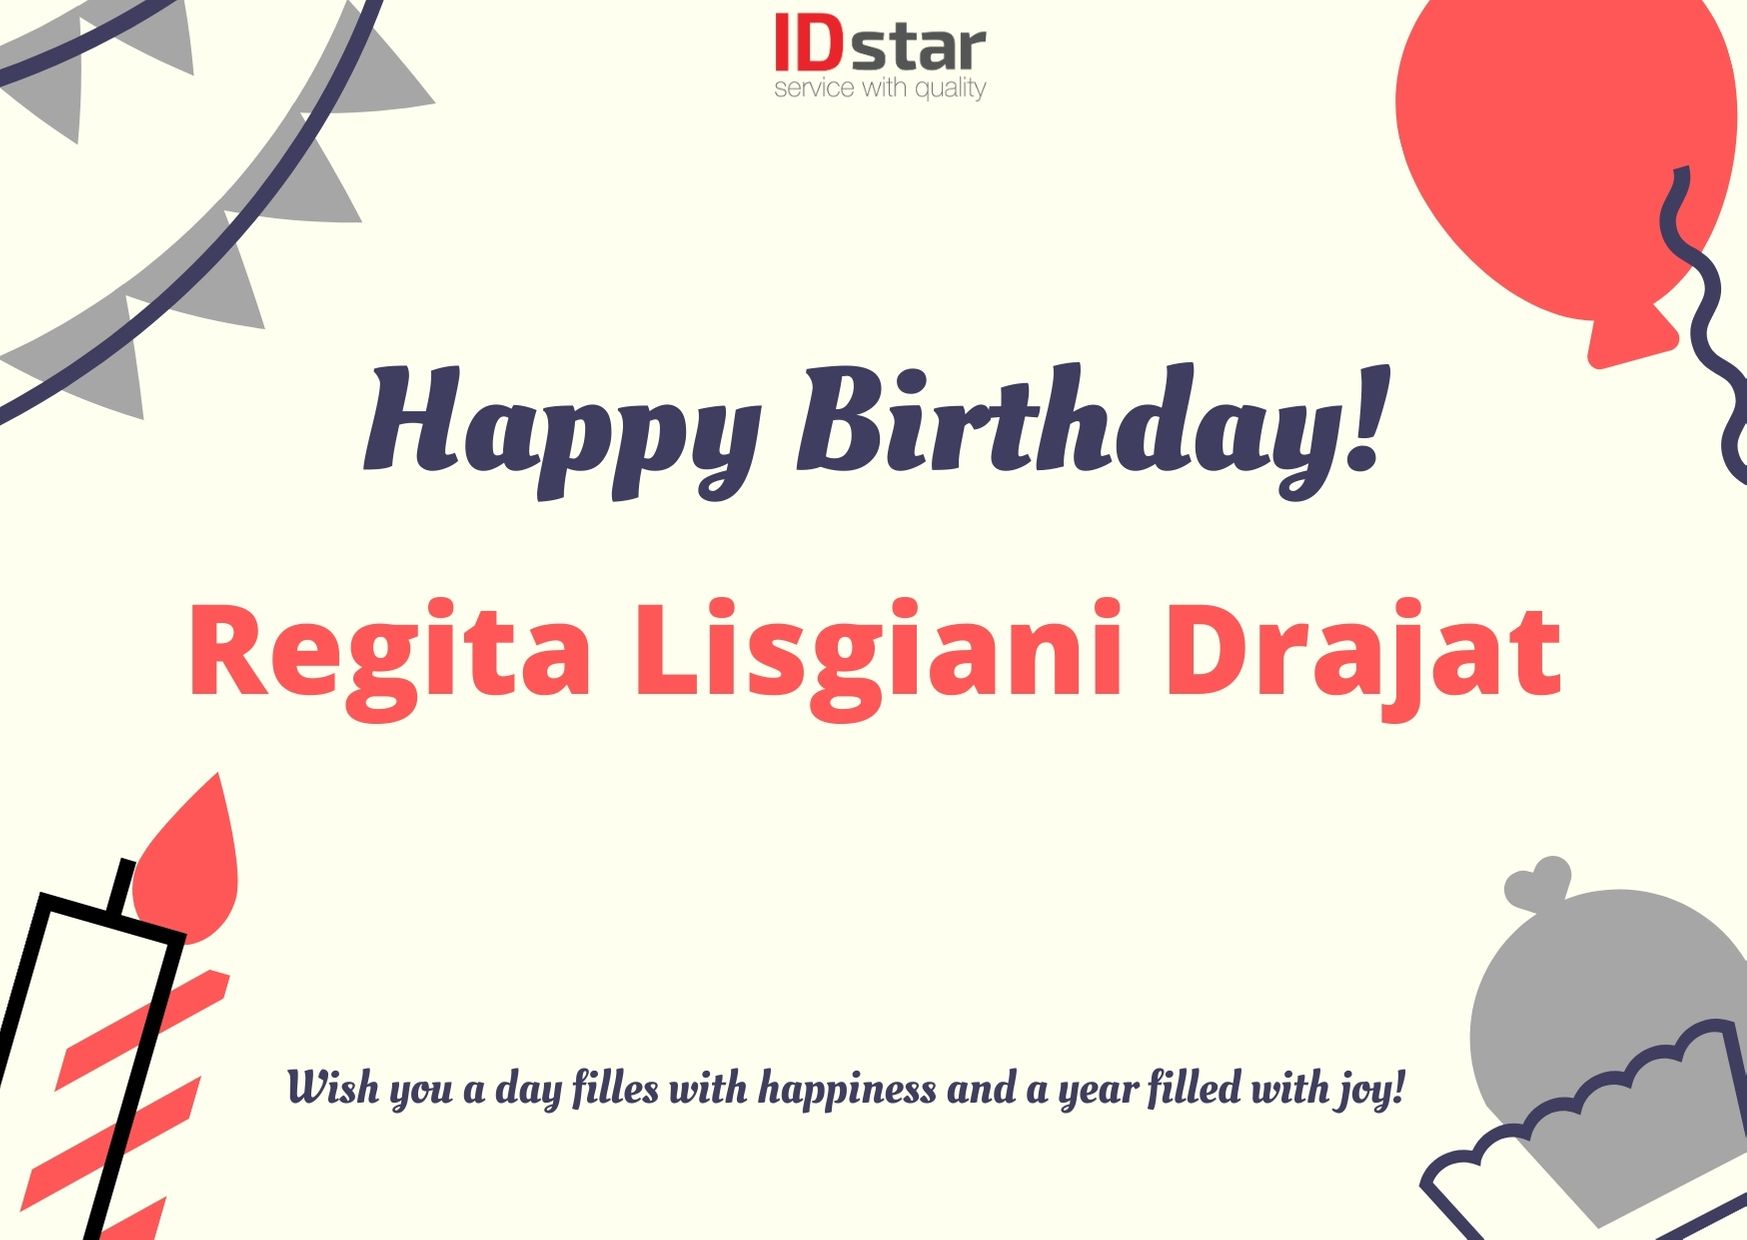 IDstar
service with quality
Happy Birthday!
Regita Lisgiani Drajat
Wish you a day filles with happiness and a year filled with joy!